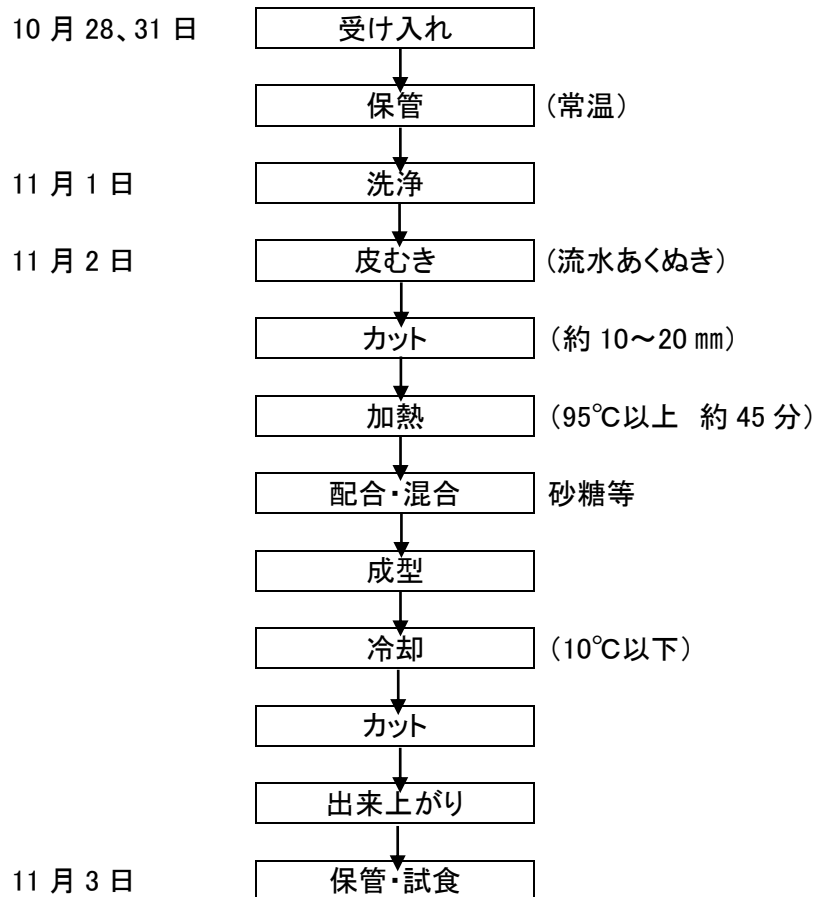 10 月 28、31 日 受け入れ
保管 (常温)
11 月 1 日 洗浄
11 月 2 日 皮むき (流水あくぬき)
カット (約 10~20 ㎜)
加熱 (95℃以上 約 45 分)
配合・混合 砂糖等
成型
冷却 (10℃以下)
カット
出来上がり
11 月 3 日 保管・試食